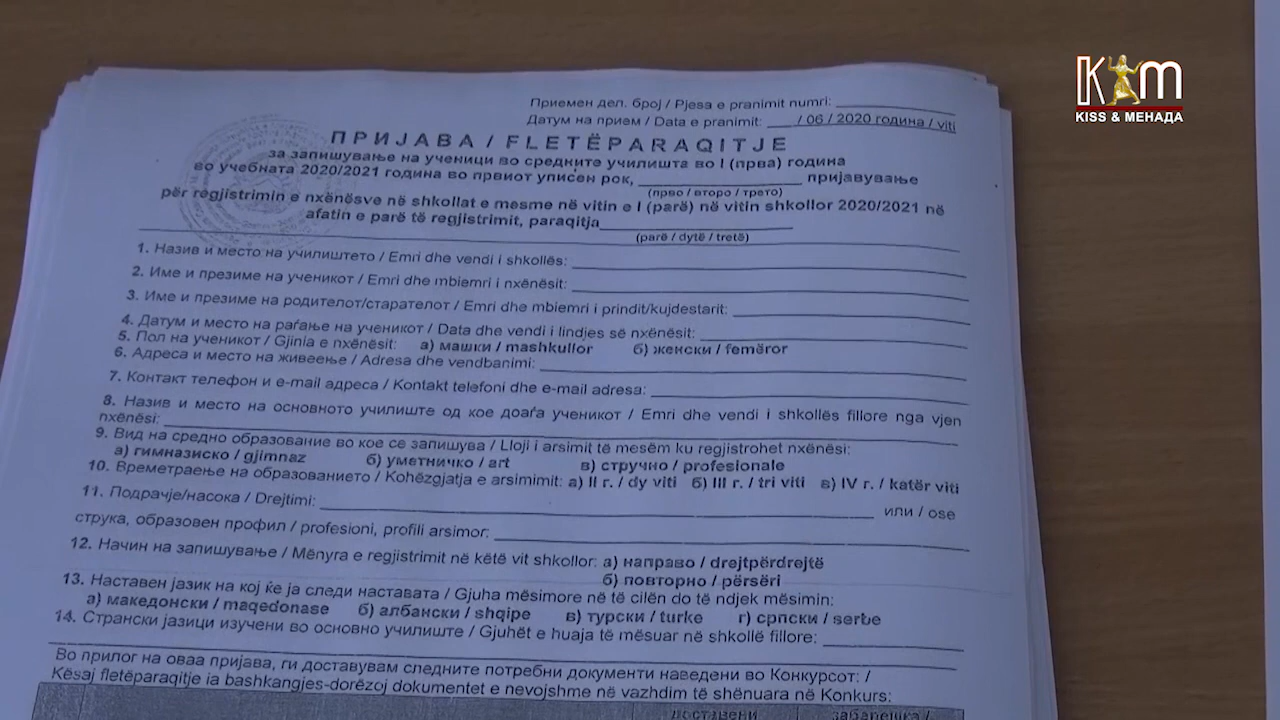 KM
KISS & МЕНАДА
Приемен дел. број / Pjesa e pranimit numri:
Датум на прием / Data e pranimit: ___ / 06 / 2020 година / viti
ПРИЈАВА / FLETËPARAQITJE
за запишување на ученици во средните училишта во I (прва) година
во учебната 2020/2021 година во првиот уписен рок, ___ пријавување
(прво / второ / трето)
për regjistrimin e nxënësve në shkollat e mesme në vitin e I (parë) në vitin shkollor 2020/2021 në
afatin e parë të regjistrimit, paraqitja
(parë / dytë / tretë)
1. Назив и место на училиштето / Emri dhe vendi i shkollës:
2. Име и презиме на ученикот / Emri dhe mbiemri i nxënësit:
3. Име и презиме на родителот/старателот / Emri dhe mbiemri i prindit/kujdestarit:
4. Датум и место на раѓање на ученикот / Data dhe vendi i lindjes së nxënësit:
5. Пол на ученикот / Gjinia e nxënësit: а) машки / mashkullor б) женски / femëror
6. Адреса и место на живеење / Adresa dhe vendbanimi:
7. Контакт телефон и e-mail адреса / Kontakt telefoni dhe e-mail adresa:
8. Назив и место на основното училиште од кое доаѓа ученикот / Emri dhe vendi i shkollës fillore nga vjen
nxënësi:
9. Вид на средно образование во кое се запишува / Lloji i arsimit të mesëm ku regjistrohet nxënësi:
а) гимназиско / gjimnaz б) уметничко / art в) стручно / profesionale
10. Времетраење на образованието / Kohëzgjatja e arsimimit: а) II г. / dy viti б) III г. / tri viti в) IV г. / katër viti
11. Подрачје/насока / Drejtimi: ___ или / ose
струка, образовен профил / profesioni, profili arsimor:
12. Начин на запишување / Mënyra e regjistrimit në këtë vit shkollor: а) направо / drejtpërdrejtë
б) повторно / përsëri
13. Наставен јазик на кој ќе ја следи наставата / Gjuha mësimore në të cilën do të ndjek mësimin:
а) македонски / maqedonase б) албански / shqipe в) турски / turke г) српски / serbe
14. Странски јазици изучени во основно училиште / Gjuhët e huaja të mësuar në shkollë fillore:
Во прилог на оваа пријава, ги доставувам следните потребни документи наведени во Конкурсот: /
Kësaj fletëparaqitje ia bashkangjes-dorëzoj dokumentet e nevojshme në vazhdim të shënuara në Konkurs:
доставени забелешка /